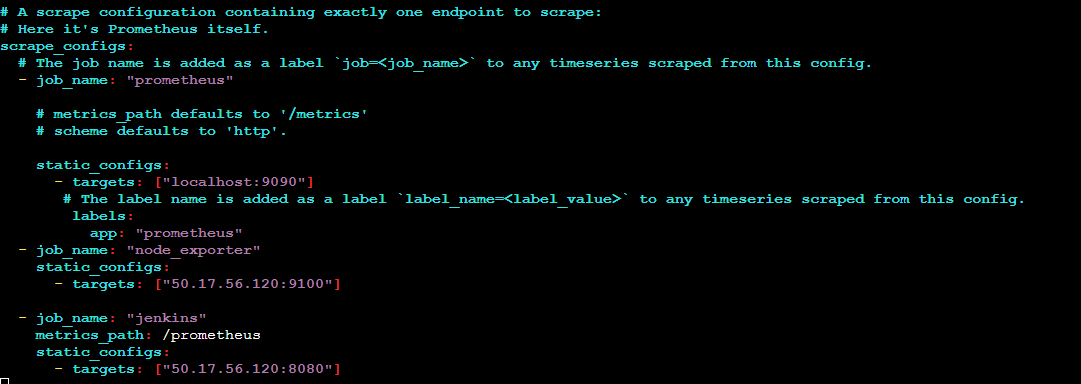 # A scrape configuration containing exactly one endpoint to scrape:
# Here it's Prometheus itself.
scrape_configs:
  # The job name is added as a label `job=<job_name>` to any timeseries scraped from this config.
  - job_name: "prometheus"

    # metrics_path defaults to '/metrics'
    # scheme defaults to 'http'.

    static_configs:
      - targets: ["localhost:9090"]
       # The label name is added as a label `label_name=<label_value>` to any timeseries scraped from this config.
        labels:
          app: "prometheus"
  - job_name: "node_exporter"
    static_configs:
      - targets: ["50.17.56.120:9100"]

  - job_name: "jenkins"
    metrics_path: /prometheus
    static_configs:
      - targets: ["50.17.56.120:8080"]